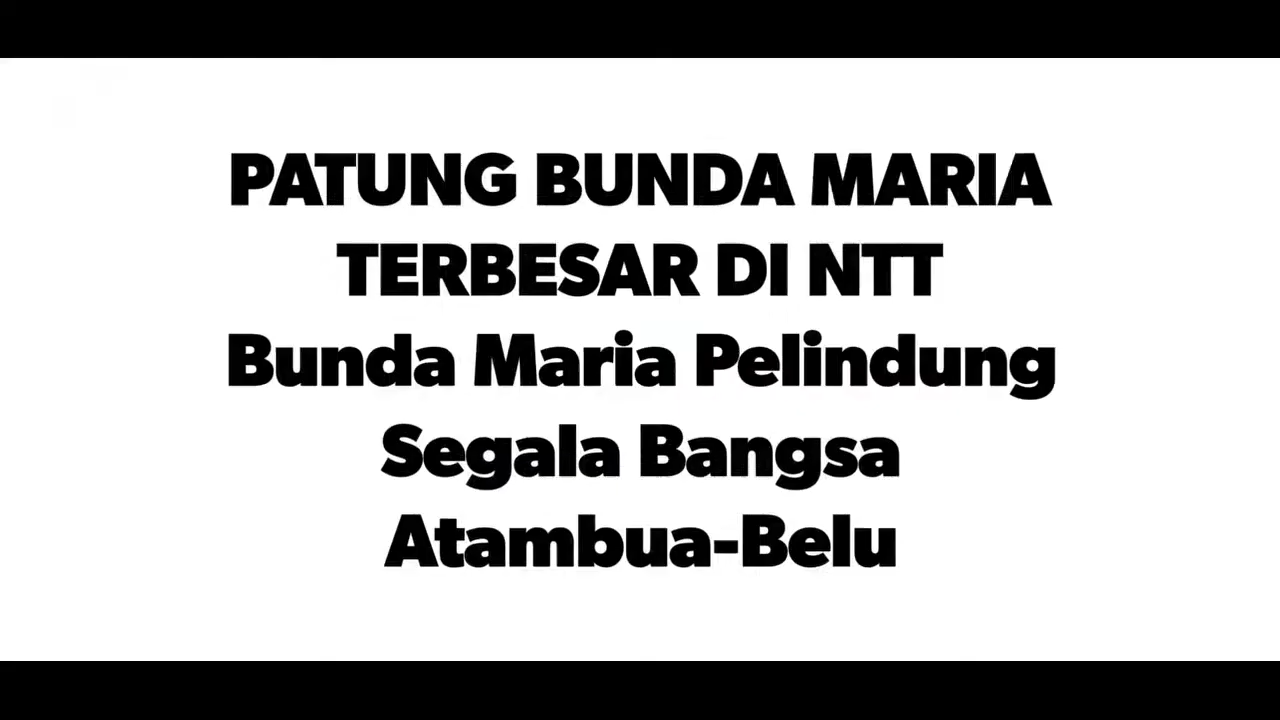 PATUNG BUNDA MARIA
TERBESAR DI NTT
Bunda Maria Pelindung
Segala Bangsa
Atambua-Belu